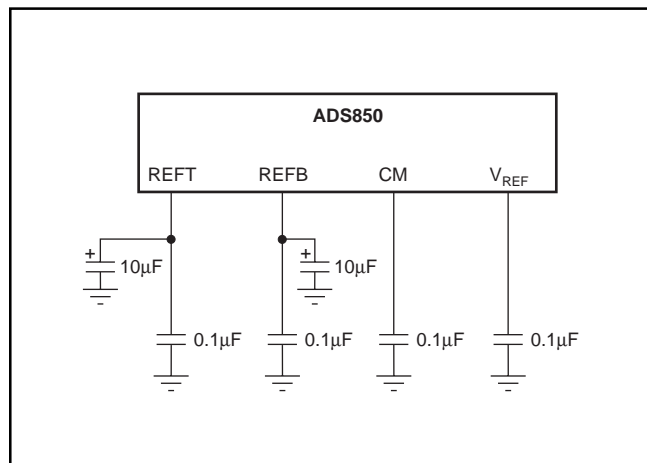 ADS850
REFT REFB CM VREF
+ 10µF + 10µF
0.1µF 0.1µF 0.1µF 0.1µF